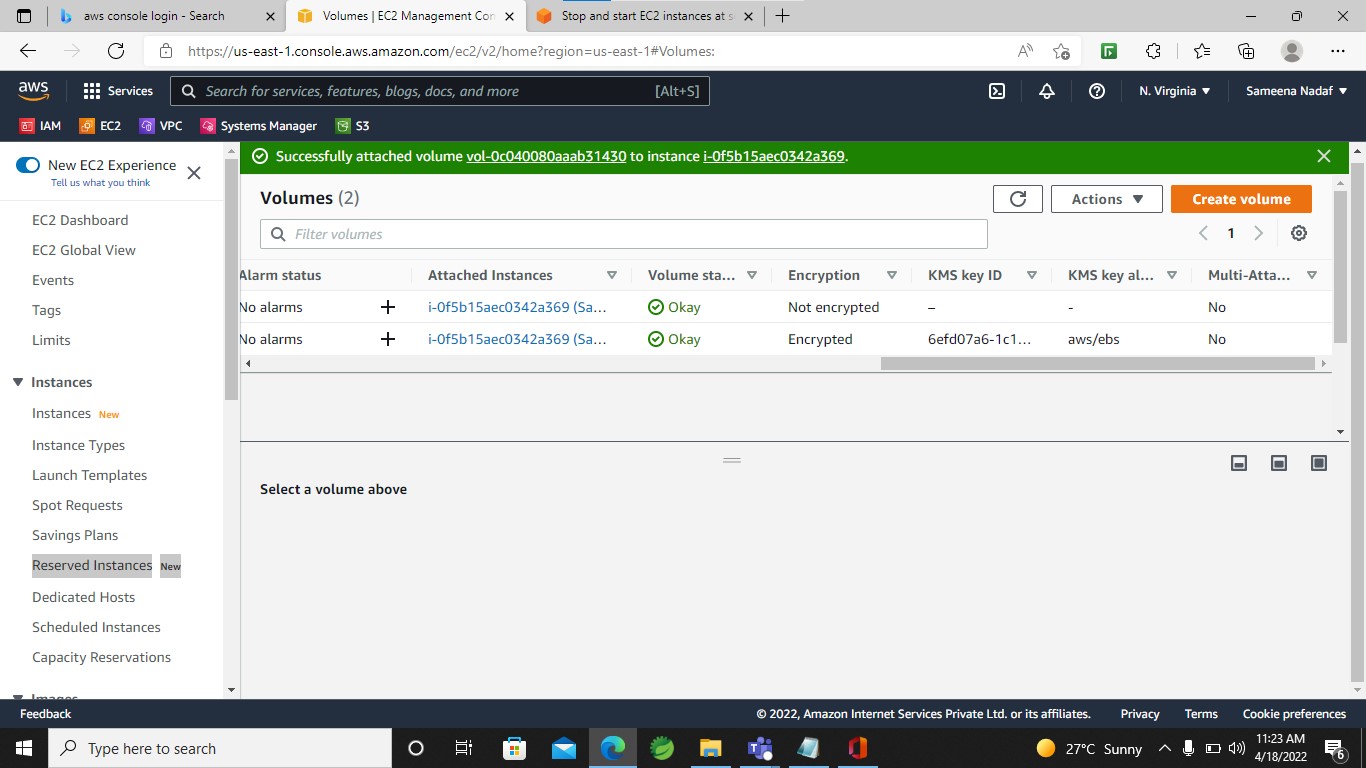 aws console login - Search
Volumes | EC2 Management Con
Stop and start EC2 instances at s
https://us-east-1.console.aws.amazon.com/ec2/v2/home?region=us-east-1#Volumes:
aws
Services
Search for services, features, blogs, docs, and more
[Alt+S]
N. Virginia
Sameena Nadaf
IAM
EC2
VPC
Systems Manager
S3
New EC2 Experience
Tell us what you think
EC2 Dashboard
EC2 Global View
Events
Tags
Limits
Instances
Instances New
Instance Types
Launch Templates
Spot Requests
Savings Plans
Reserved Instances New
Dedicated Hosts
Scheduled Instances
Capacity Reservations
Images
Successfully attached volume vol-0c040080aaab31430 to instance i-0f5b15aec0342a369.
Volumes (2)
Actions
Create volume
Filter volumes
1
Alarm status Attached Instances Volume sta... Encryption KMS key ID KMS key al... Multi-Atta...
No alarms + i-0f5b15aec0342a369 (Sa... Okay Not encrypted – - No
No alarms + i-0f5b15aec0342a369 (Sa... Okay Encrypted 6efd07a6-1c1... aws/ebs No
Select a volume above
Feedback
© 2022, Amazon Internet Services Private Ltd. or its affiliates.
Privacy
Terms
Cookie preferences
Type here to search
27°C Sunny
11:23 AM
4/18/2022
6